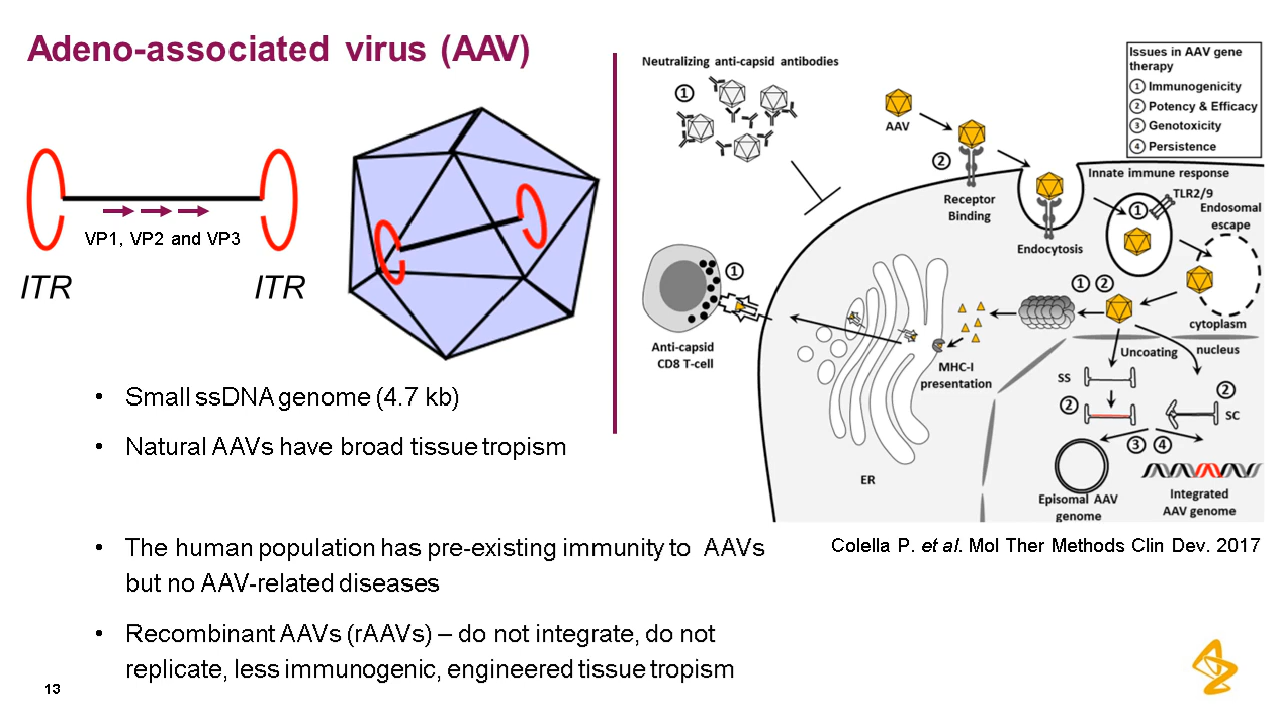 Adeno-associated virus (AAV)
VP1, VP2 and VP3
ITR
ITR
• Small ssDNA genome (4.7 kb)
• Natural AAVs have broad tissue tropism
• The human population has pre-existing immunity to AAVs
but no AAV-related diseases
• Recombinant AAVs (rAAVs) – do not integrate, do not
replicate, less immunogenic, engineered tissue tropism
13
Neutralizing anti-capsid antibodies
1
AAV
2
Receptor
Binding
Endocytosis
Issues in AAV gene
therapy
1 Immunogenicity
2 Potency & Efficacy
3 Genotoxicity
4 Persistence
Innate immune response
TLR2/9
1
Endosomal
escape
cytoplasm
1 2
1
Anti-capsid
CD8 T-cell
MHC-I
presentation
ER
Uncoating
nucleus
SS
2
2
SC
3 4
Episomal AAV
genome
Integrated
AAV genome
Colella P. et al. Mol Ther Methods Clin Dev. 2017